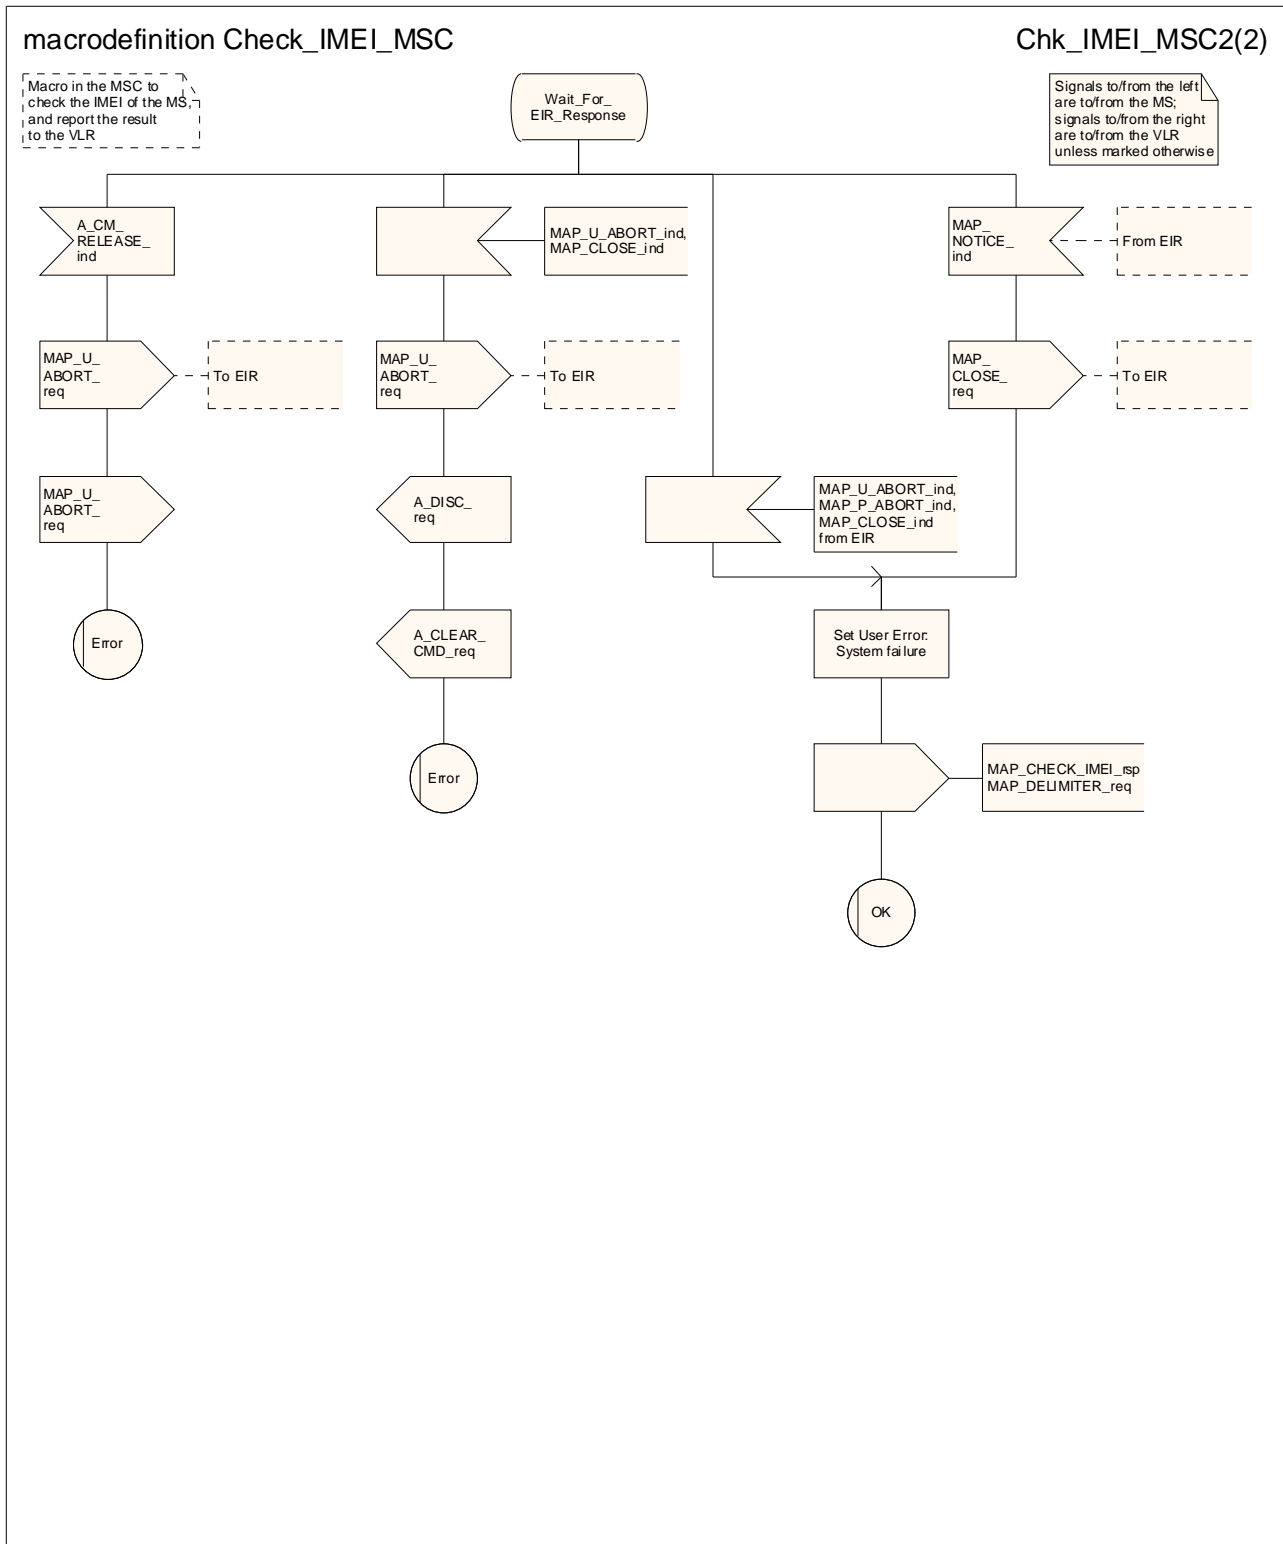 macrodefinition Check_IMEI_MSC
Chk_IMEI_MSC2(2)
Macro in the MSC to
check the IMEI of the MS,
and report the result
to the VLR
Wait_For_
EIR_Response
Signals to/from the left
are to/from the MS;
signals to/from the right
are to/from the VLR
unless marked otherwise
A_CM_
RELEASE_
ind
MAP_U_ABORT_ind,
MAP_CLOSE_ind
MAP_
NOTICE_
ind
From EIR
MAP_U_
ABORT_
req
To EIR
MAP_U_
ABORT_
req
To EIR
MAP_
CLOSE_
req
To EIR
MAP_U_
ABORT_
req
A_DISC_
req
MAP_U_ABORT_ind,
MAP_P_ABORT_ind,
MAP_CLOSE_ind
from EIR
Error
A_CLEAR_
CMD_req
Set User Error:
System failure
Error
MAP_CHECK_IMEI_rsp
MAP_DELIMITER_req
OK